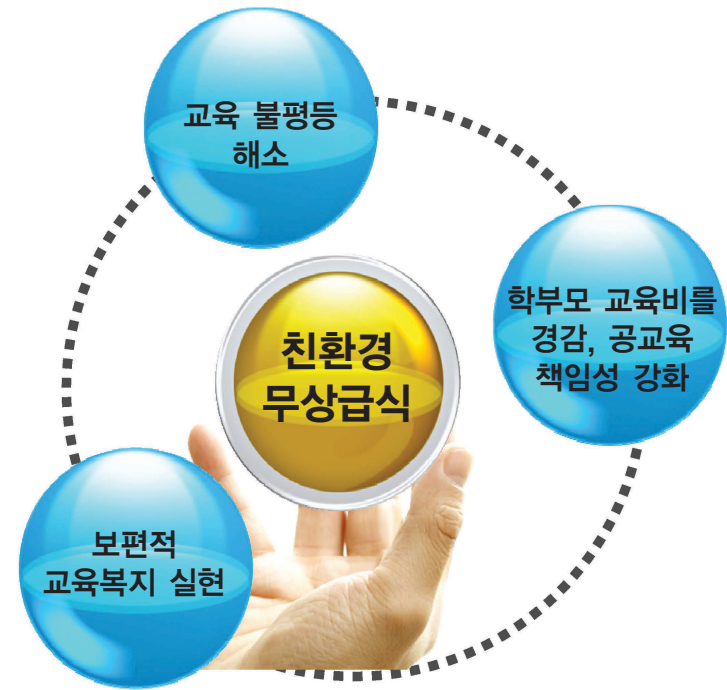 교육 불평등
해소
학부모 교육비를
경감, 공교육
책임성 강화
친환경
무상급식
보편적
교육복지 실현